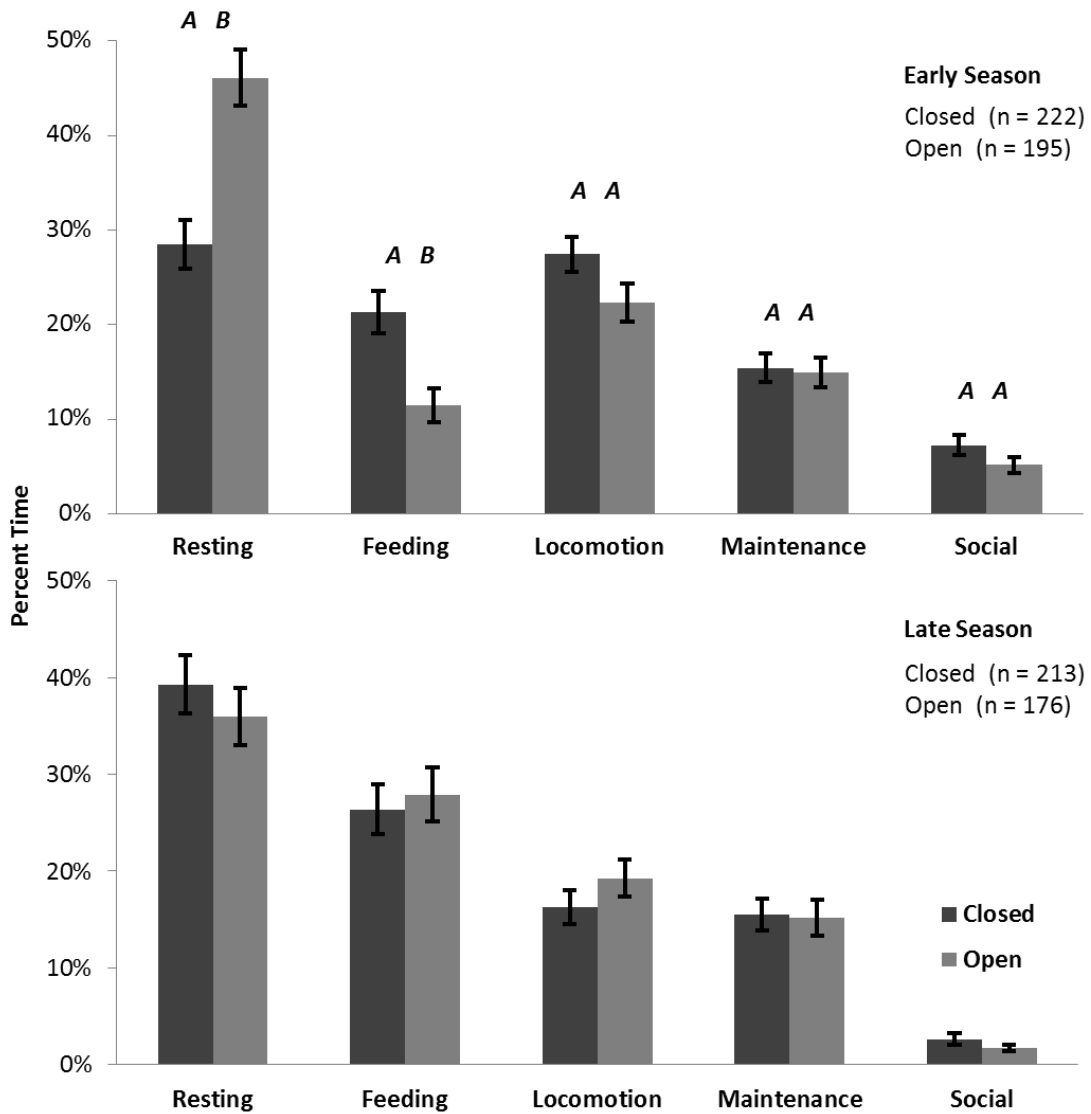 A B
50%
Early Season
Closed (n = 222)
40%
Open (n = 195)
A A
30%
A B
20%
A A
10%
A A
0%
Resting Feeding Locomotion Maintenance Social
Percent Time
50%
Late Season
Closed (n = 213)
40%
Open (n = 176)
30%
20%
Closed
Open
10%
0%
Resting Feeding Locomotion Maintenance Social